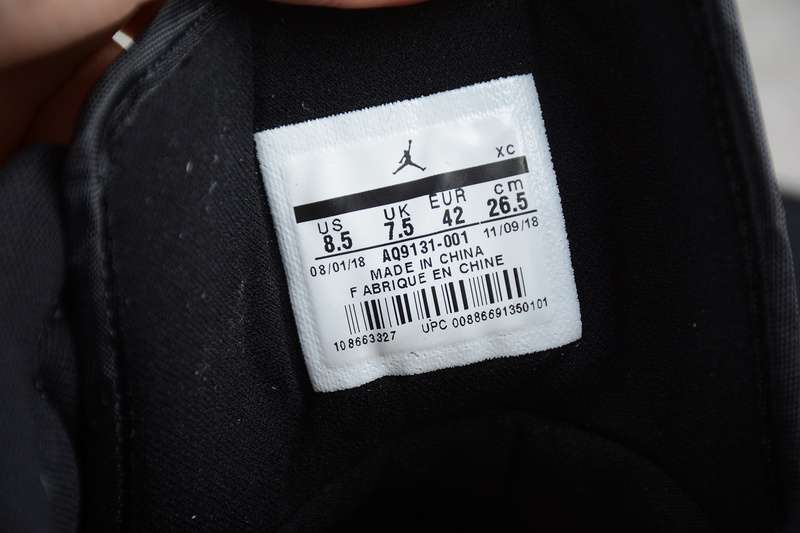 XC
US UK EUR cm
8.5 7.5 42 26.5
08/01/18 AQ9131-001 11/09/18
MADE IN CHINA
FABRIQUE EN CHINE
108663327 UPC 00886691350101